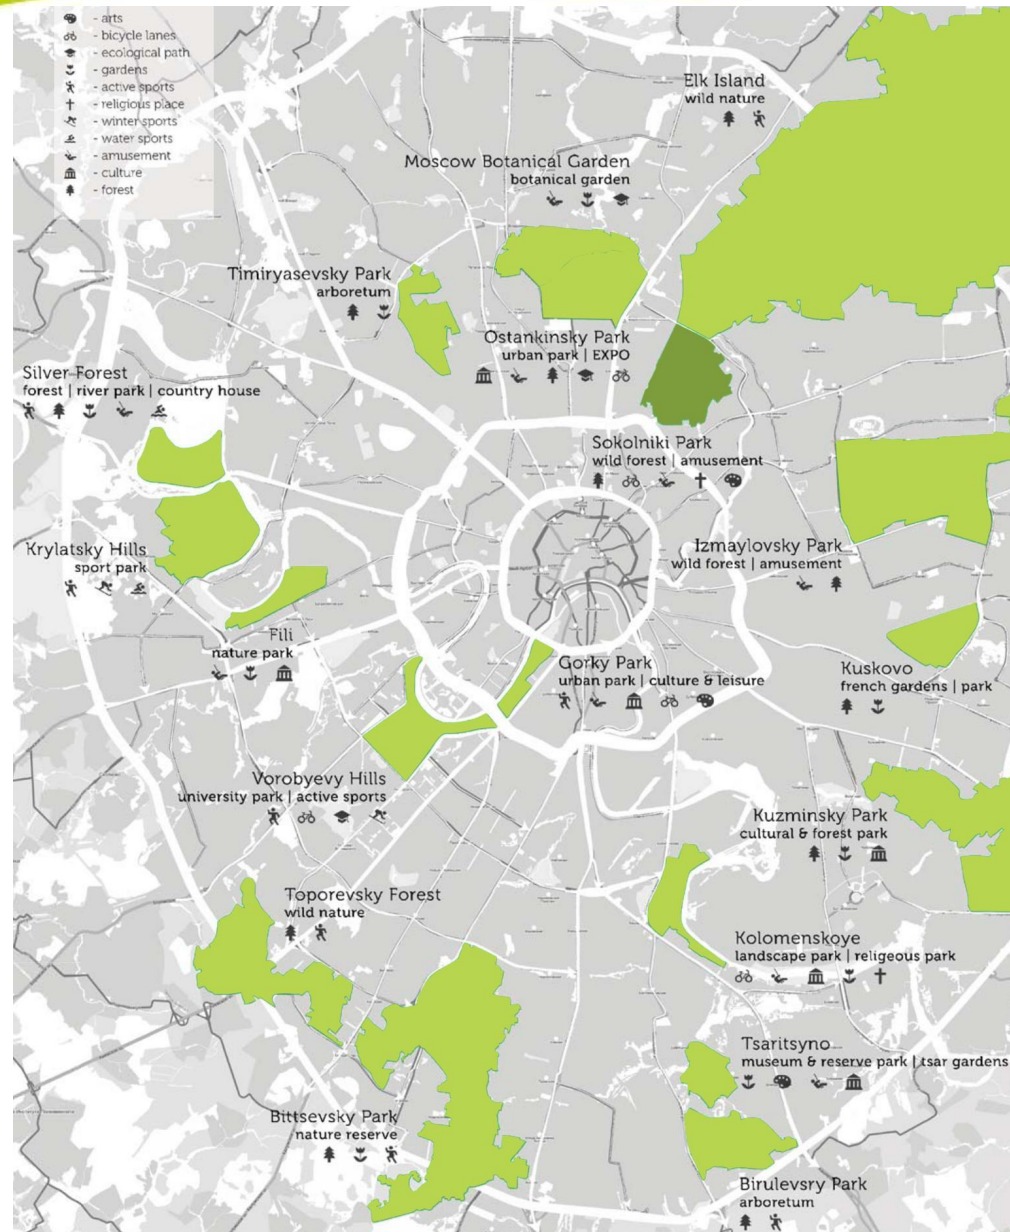 - arts
- bicycle lanes
- ecological path
- gardens
- active sports
- religious place
- winter sports
- water sports
- amusement
- culture
- forest
Elk Island
wild nature
Moscow Botanical Garden
botanical garden
Timiryasevsky Park
arboretum
Ostankinsky Park
urban park | EXPO
Silver Forest
forest | river park | country house
Sokolniki Park
wild forest | amusement
Krylatsky Hills
sport park
Izmaylovsky Park
wild forest | amusement
Fili
nature park
Gorky Park
urban park | culture & leisure
Kuskovo
french gardens | park
Vorobyevy Hills
university park | active sports
Kuzminsky Park
cultural & forest park
Toporevsky Forest
wild nature
Kolomenskoye
landscape park | religeous park
Tsaritsyno
museum & reserve park | tsar gardens
Bittsevsky Park
nature reserve
Birulevsry Park
arboretum